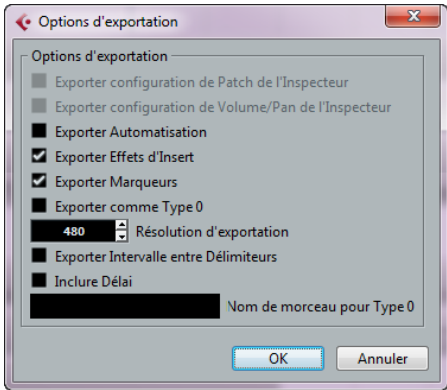 Options d'exportation
Options d'exportation
Exporter configuration de Patch de l'Inspecteur
Exporter configuration de Volume/Pan de l'Inspecteur
Exporter Automatisation
Exporter Effets d'Insert
Exporter Marqueurs
Exporter comme Type 0
480 Résolution d'exportation
Exporter Intervalle entre Délimiteurs
Inclure Délai
Nom de morceau pour Type 0
OK Annuler